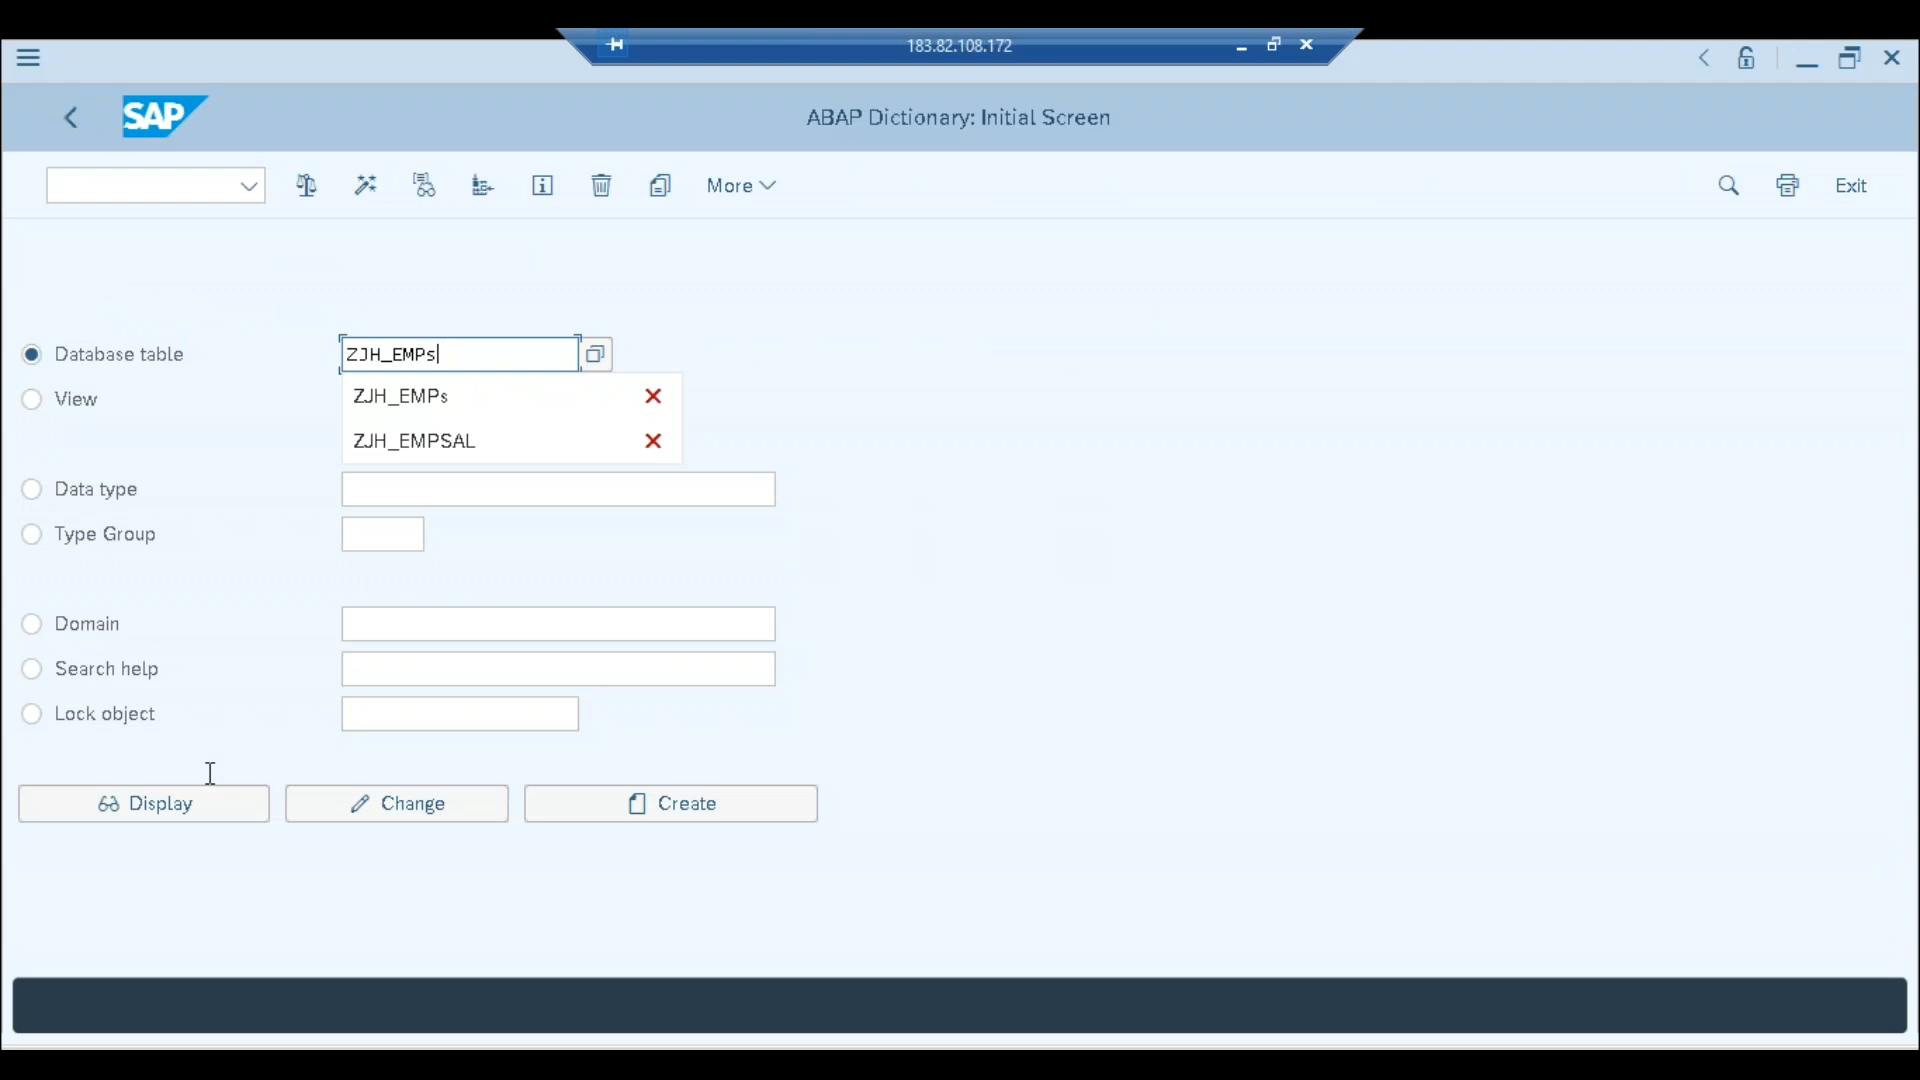 183.82.108.172
SAP
ABAP Dictionary: Initial Screen
More
Exit
Database table ZJH_EMPs
ZJH_EMPs
View
ZJH_EMPSAL
Data type
Type Group
Domain
Search help
Lock object
Display Change Create